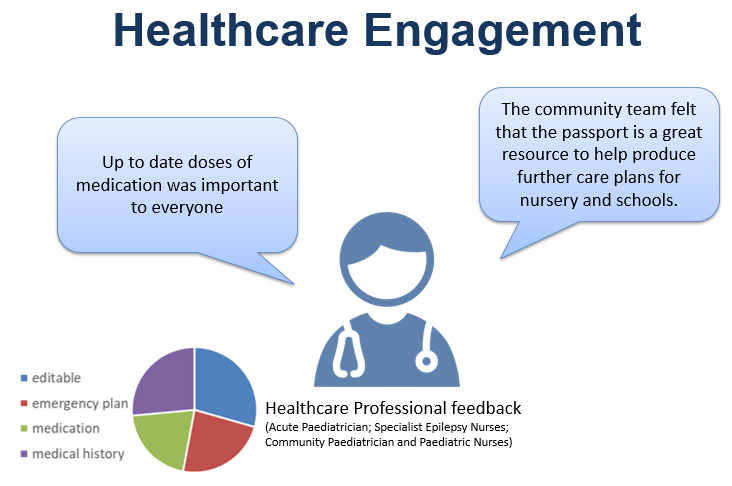 Healthcare Engagement
The community team felt
that the passport is a great
resource to help produce
further care plans for
nursery and schools.
Up to date doses of
medication was important
to everyone
editable
emergency plan
medication
medical history
Healthcare Professional feedback
(Acute Paediatrician; Specialist Epilepsy Nurses;
Community Paediatrician and Paediatric Nurses)